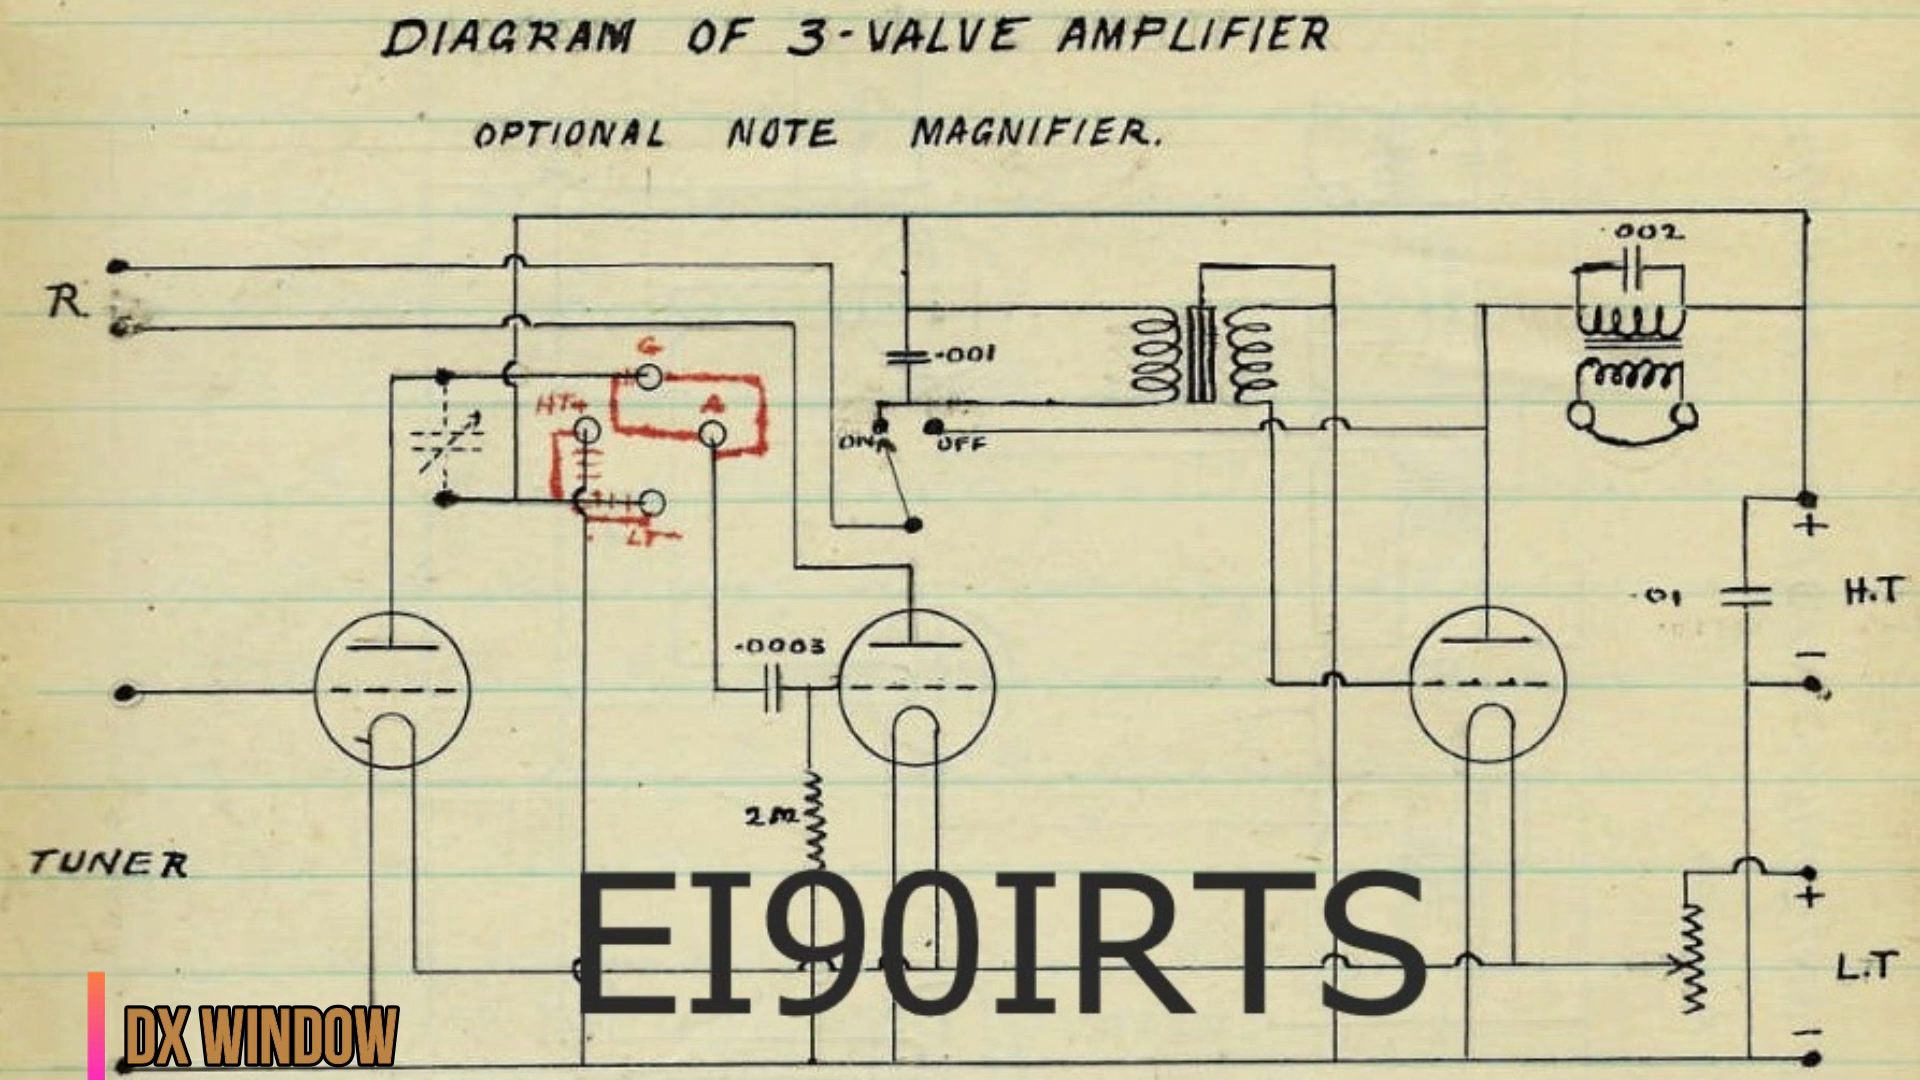 DIAGRAM OF 3-VALVE AMPLIFIER
OPTIONAL NOTE MAGNIFIER.
.002
R
G
.001
HT+
A
ON
OFF
+
LT-
.01
H.T
-
.0003
2
TUNER
EI90IRTS
+
L.T
DX WINDOW
-